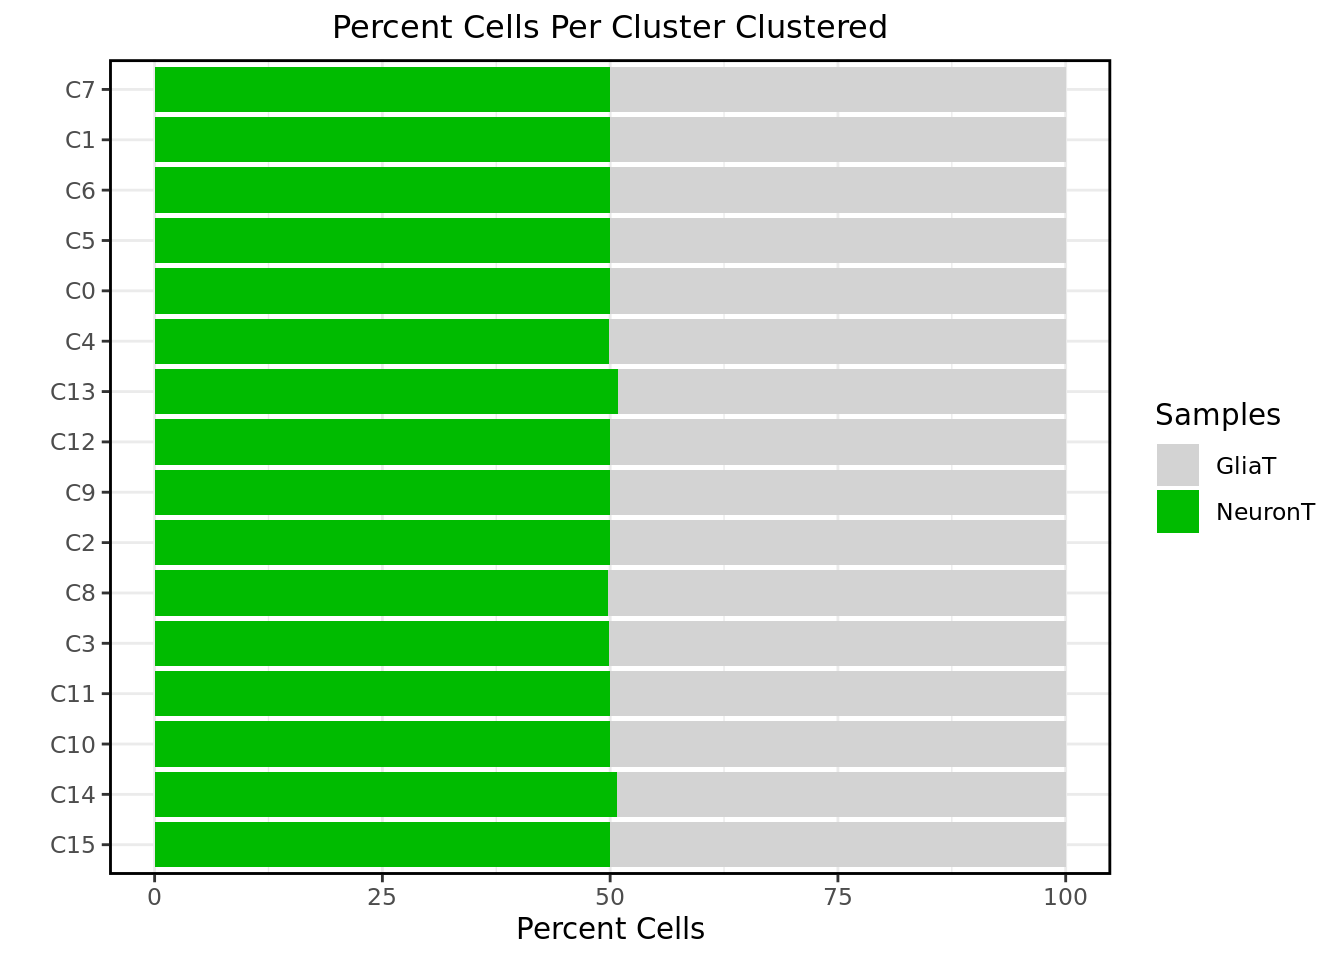 Percent Cells Per Cluster Clustered
C7
C1
C6
C5
C0
C4
C13
C12
C9
C2
C8
C3
C11
C10
C14
C15
0 25 50 75 100
Percent Cells
Samples
GliaT
NeuronT